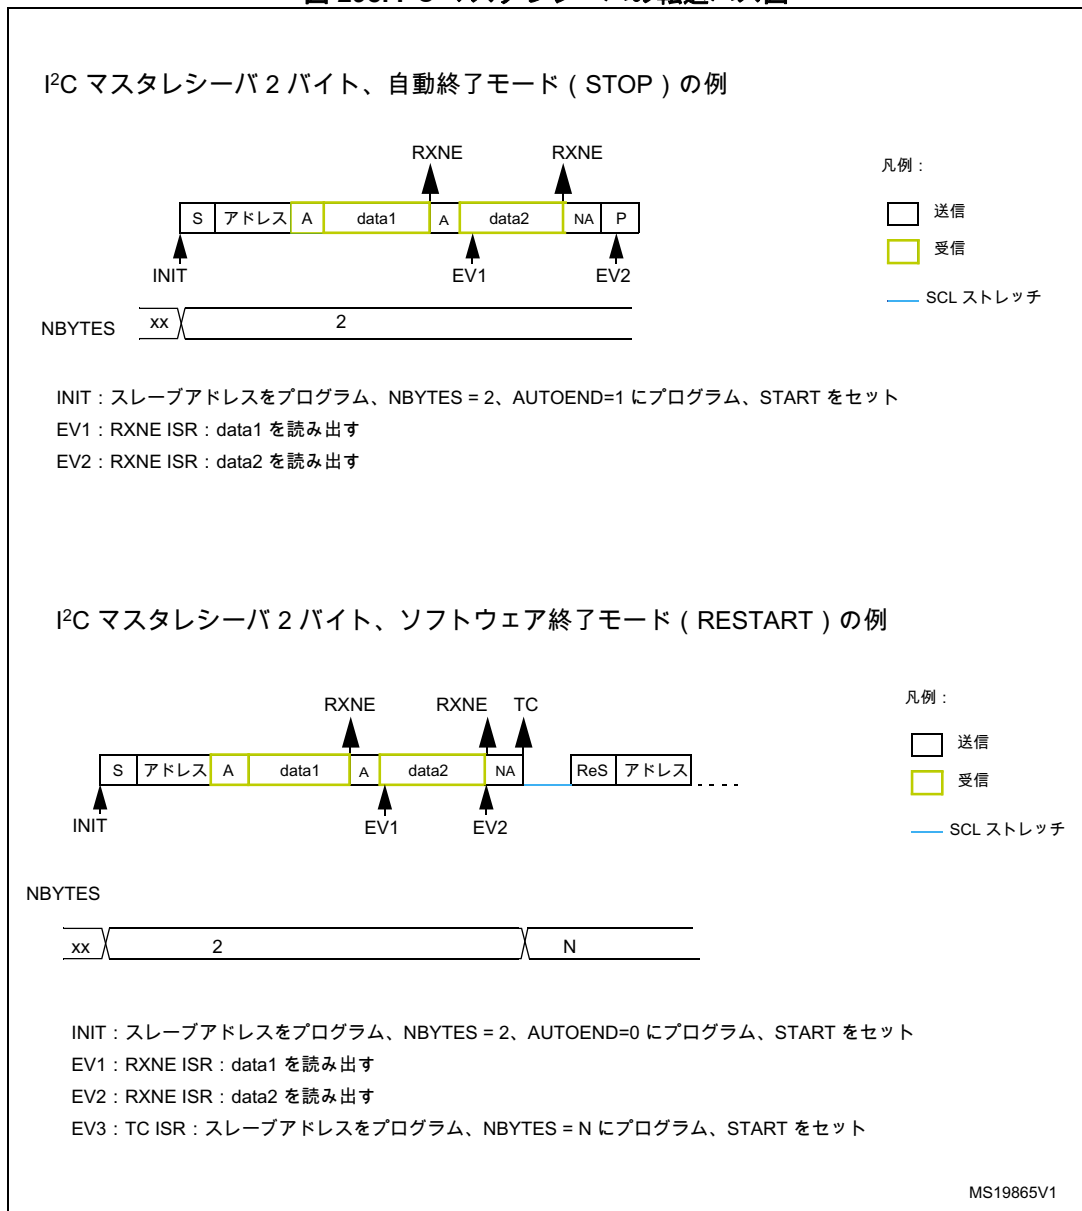 I²C マスタレシーバ 2 バイト、自動終了モード ( STOP ) の例
RXNE RXNE
凡例 :
S アドレス A data1 A data2 NA P
送信
受信
INIT EV1 EV2
SCL ストレッチ
NBYTES xx 2
INIT : スレーブアドレスをプログラム、NBYTES = 2、AUTOEND=1 にプログラム、START をセット
EV1 : RXNE ISR : data1 を読み出す
EV2 : RXNE ISR : data2 を読み出す
I²C マスタレシーバ 2 バイト、ソフトウェア終了モード ( RESTART ) の例
RXNE RXNE TC
凡例 :
S アドレス A data1 A data2 NA ReS アドレス
送信
受信
INIT EV1 EV2
SCL ストレッチ
NBYTES
xx 2 N
INIT : スレーブアドレスをプログラム、NBYTES = 2、AUTOEND=0 にプログラム、START をセット
EV1 : RXNE ISR : data1 を読み出す
EV2 : RXNE ISR : data2 を読み出す
EV3 : TC ISR : スレーブアドレスをプログラム、NBYTES = N にプログラム、START をセット
MS19865V1